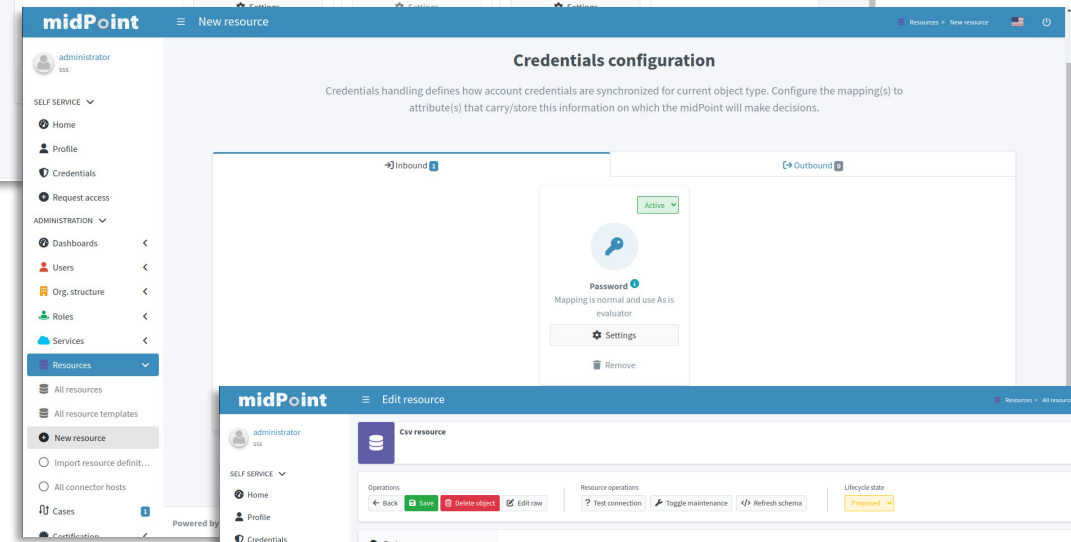 Settings
Settings
Settings
midPoint
New resource
Resources > New resource
administrator
sss
SELF SERVICE
Home
Profile
Credentials
Request access
ADMINISTRATION
Dashboards
Users
Org. structure
Roles
Services
Resources
All resources
All resource templates
New resource
Import resource definit...
All connector hosts
Cases 1
Certification
Credentials configuration
Credentials handling defines how account credentials are synchronized for current object type. Configure the mapping(s) to
attribute(s) that carry/store this information on which the midPoint will make decisions.
Inbound 1
Outbound 0
Active
Password
Mapping is normal and use As is
evaluator
Settings
Remove
Powered by
midPoint
Edit resource
Resources > All resource
administrator
sss
SELF SERVICE
Home
Profile
Credentials
Csv resource
Operations
Back Save Delete object Edit raw
Resource operations
Test connection Toggle maintenance Refresh schema
Lifecycle state
Proposed